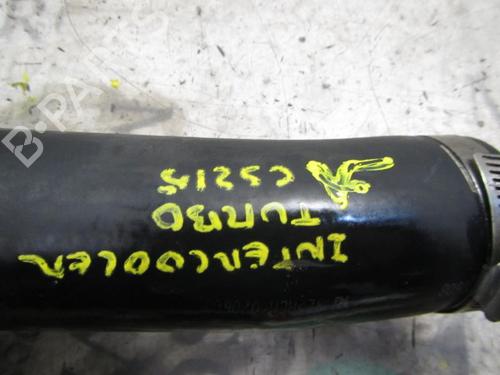 INTERCOOLER
TURBO
C5215
B-PARTS